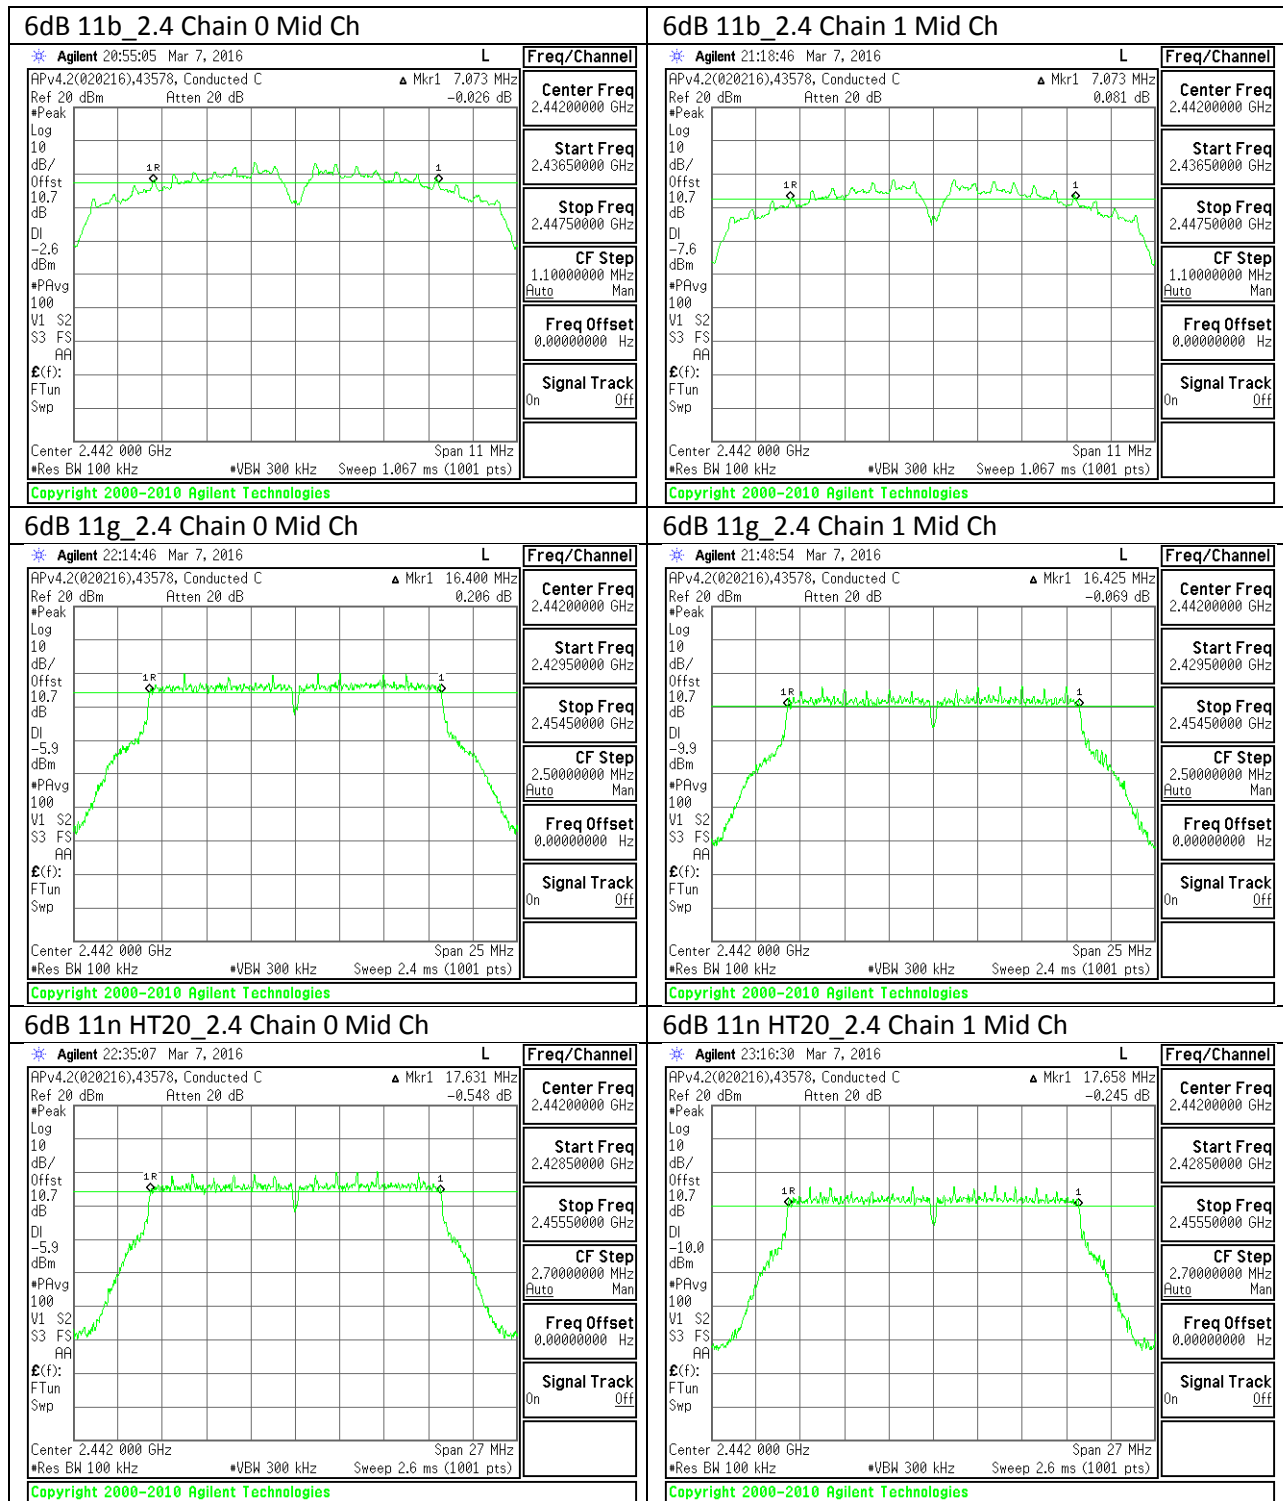 6dB 11b_2.4 Chain 0 Mid Ch
Agilent 20:55:05 Mar 7, 2016 L
APv4.2(020216),43578, Conducted C ▵ Mkr1 7.073 MHz
Ref 20 dBm Atten 20 dB -0.026 dB
#Peak
Log
10
dB/
Offst
10.7
dB
DI
-2.6
dBm
#PAvg
100
V1 S2
S3 FS
AA
£(f):
FTun
Swp
1R
1
Center 2.442 000 GHz Span 11 MHz
#Res BW 100 kHz #VBW 300 kHz Sweep 1.067 ms (1001 pts)
Copyright 2000-2010 Agilent Technologies
Freq/Channel
Center Freq
2.44200000 GHz
Start Freq
2.43650000 GHz
Stop Freq
2.44750000 GHz
CF Step
1.10000000 MHz
Auto Man
Freq Offset
0.00000000 Hz
Signal Track
On Off
6dB 11b_2.4 Chain 1 Mid Ch
Agilent 21:18:46 Mar 7, 2016 L
APv4.2(020216),43578, Conducted C ▵ Mkr1 7.073 MHz
Ref 20 dBm Atten 20 dB 0.081 dB
#Peak
Log
10
dB/
Offst
10.7
dB
DI
-7.6
dBm
#PAvg
100
V1 S2
S3 FS
AA
£(f):
FTun
Swp
1R
1
Center 2.442 000 GHz Span 11 MHz
#Res BW 100 kHz #VBW 300 kHz Sweep 1.067 ms (1001 pts)
Copyright 2000-2010 Agilent Technologies
Freq/Channel
Center Freq
2.44200000 GHz
Start Freq
2.43650000 GHz
Stop Freq
2.44750000 GHz
CF Step
1.10000000 MHz
Auto Man
Freq Offset
0.00000000 Hz
Signal Track
On Off
6dB 11g_2.4 Chain 0 Mid Ch
Agilent 22:14:46 Mar 7, 2016 L
APv4.2(020216),43578, Conducted C ▵ Mkr1 16.400 MHz
Ref 20 dBm Atten 20 dB 0.206 dB
#Peak
Log
10
dB/
Offst
10.7
dB
DI
-5.9
dBm
#PAvg
100
V1 S2
S3 FS
AA
£(f):
FTun
Swp
1R
1
Center 2.442 000 GHz Span 25 MHz
#Res BW 100 kHz #VBW 300 kHz Sweep 2.4 ms (1001 pts)
Copyright 2000-2010 Agilent Technologies
Freq/Channel
Center Freq
2.44200000 GHz
Start Freq
2.42950000 GHz
Stop Freq
2.45450000 GHz
CF Step
2.50000000 MHz
Auto Man
Freq Offset
0.00000000 Hz
Signal Track
On Off
6dB 11g_2.4 Chain 1 Mid Ch
Agilent 21:48:54 Mar 7, 2016 L
APv4.2(020216),43578, Conducted C ▵ Mkr1 16.425 MHz
Ref 20 dBm Atten 20 dB -0.069 dB
#Peak
Log
10
dB/
Offst
10.7
dB
DI
-9.9
dBm
#PAvg
100
V1 S2
S3 FS
AA
£(f):
FTun
Swp
1R
1
Center 2.442 000 GHz Span 25 MHz
#Res BW 100 kHz #VBW 300 kHz Sweep 2.4 ms (1001 pts)
Copyright 2000-2010 Agilent Technologies
Freq/Channel
Center Freq
2.44200000 GHz
Start Freq
2.42950000 GHz
Stop Freq
2.45450000 GHz
CF Step
2.50000000 MHz
Auto Man
Freq Offset
0.00000000 Hz
Signal Track
On Off
6dB 11n HT20_2.4 Chain 0 Mid Ch
Agilent 22:35:07 Mar 7, 2016 L
APv4.2(020216),43578, Conducted C ▵ Mkr1 17.631 MHz
Ref 20 dBm Atten 20 dB -0.548 dB
#Peak
Log
10
dB/
Offst
10.7
dB
DI
-5.9
dBm
#PAvg
100
V1 S2
S3 FS
AA
£(f):
FTun
Swp
1R
1
Center 2.442 000 GHz Span 27 MHz
#Res BW 100 kHz #VBW 300 kHz Sweep 2.6 ms (1001 pts)
Copyright 2000-2010 Agilent Technologies
Freq/Channel
Center Freq
2.44200000 GHz
Start Freq
2.42850000 GHz
Stop Freq
2.45550000 GHz
CF Step
2.70000000 MHz
Auto Man
Freq Offset
0.00000000 Hz
Signal Track
On Off
6dB 11n HT20_2.4 Chain 1 Mid Ch
Agilent 23:16:30 Mar 7, 2016 L
APv4.2(020216),43578, Conducted C ▵ Mkr1 17.658 MHz
Ref 20 dBm Atten 20 dB -0.245 dB
#Peak
Log
10
dB/
Offst
10.7
dB
DI
-10.0
dBm
#PAvg
100
V1 S2
S3 FS
AA
£(f):
FTun
Swp
1R
1
Center 2.442 000 GHz Span 27 MHz
#Res BW 100 kHz #VBW 300 kHz Sweep 2.6 ms (1001 pts)
Copyright 2000-2010 Agilent Technologies
Freq/Channel
Center Freq
2.44200000 GHz
Start Freq
2.42850000 GHz
Stop Freq
2.45550000 GHz
CF Step
2.70000000 MHz
Auto Man
Freq Offset
0.00000000 Hz
Signal Track
On Off